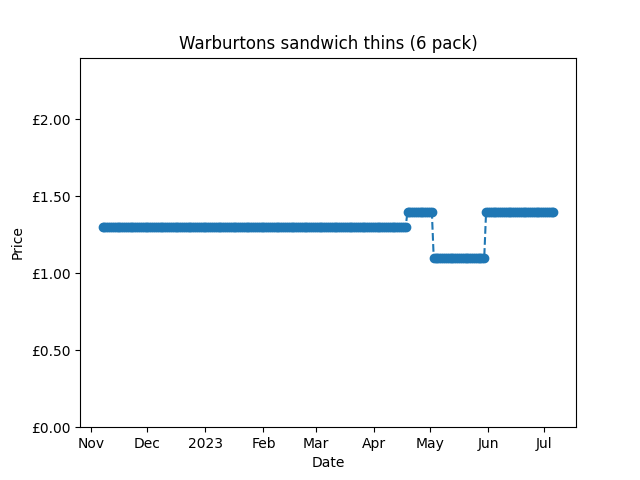 Warburtons sandwich thins (6 pack)
£2.00
£1.50
£1.00
£0.50
£0.00
Price
Nov Dec 2023 Feb Mar Apr May Jun Jul
Date